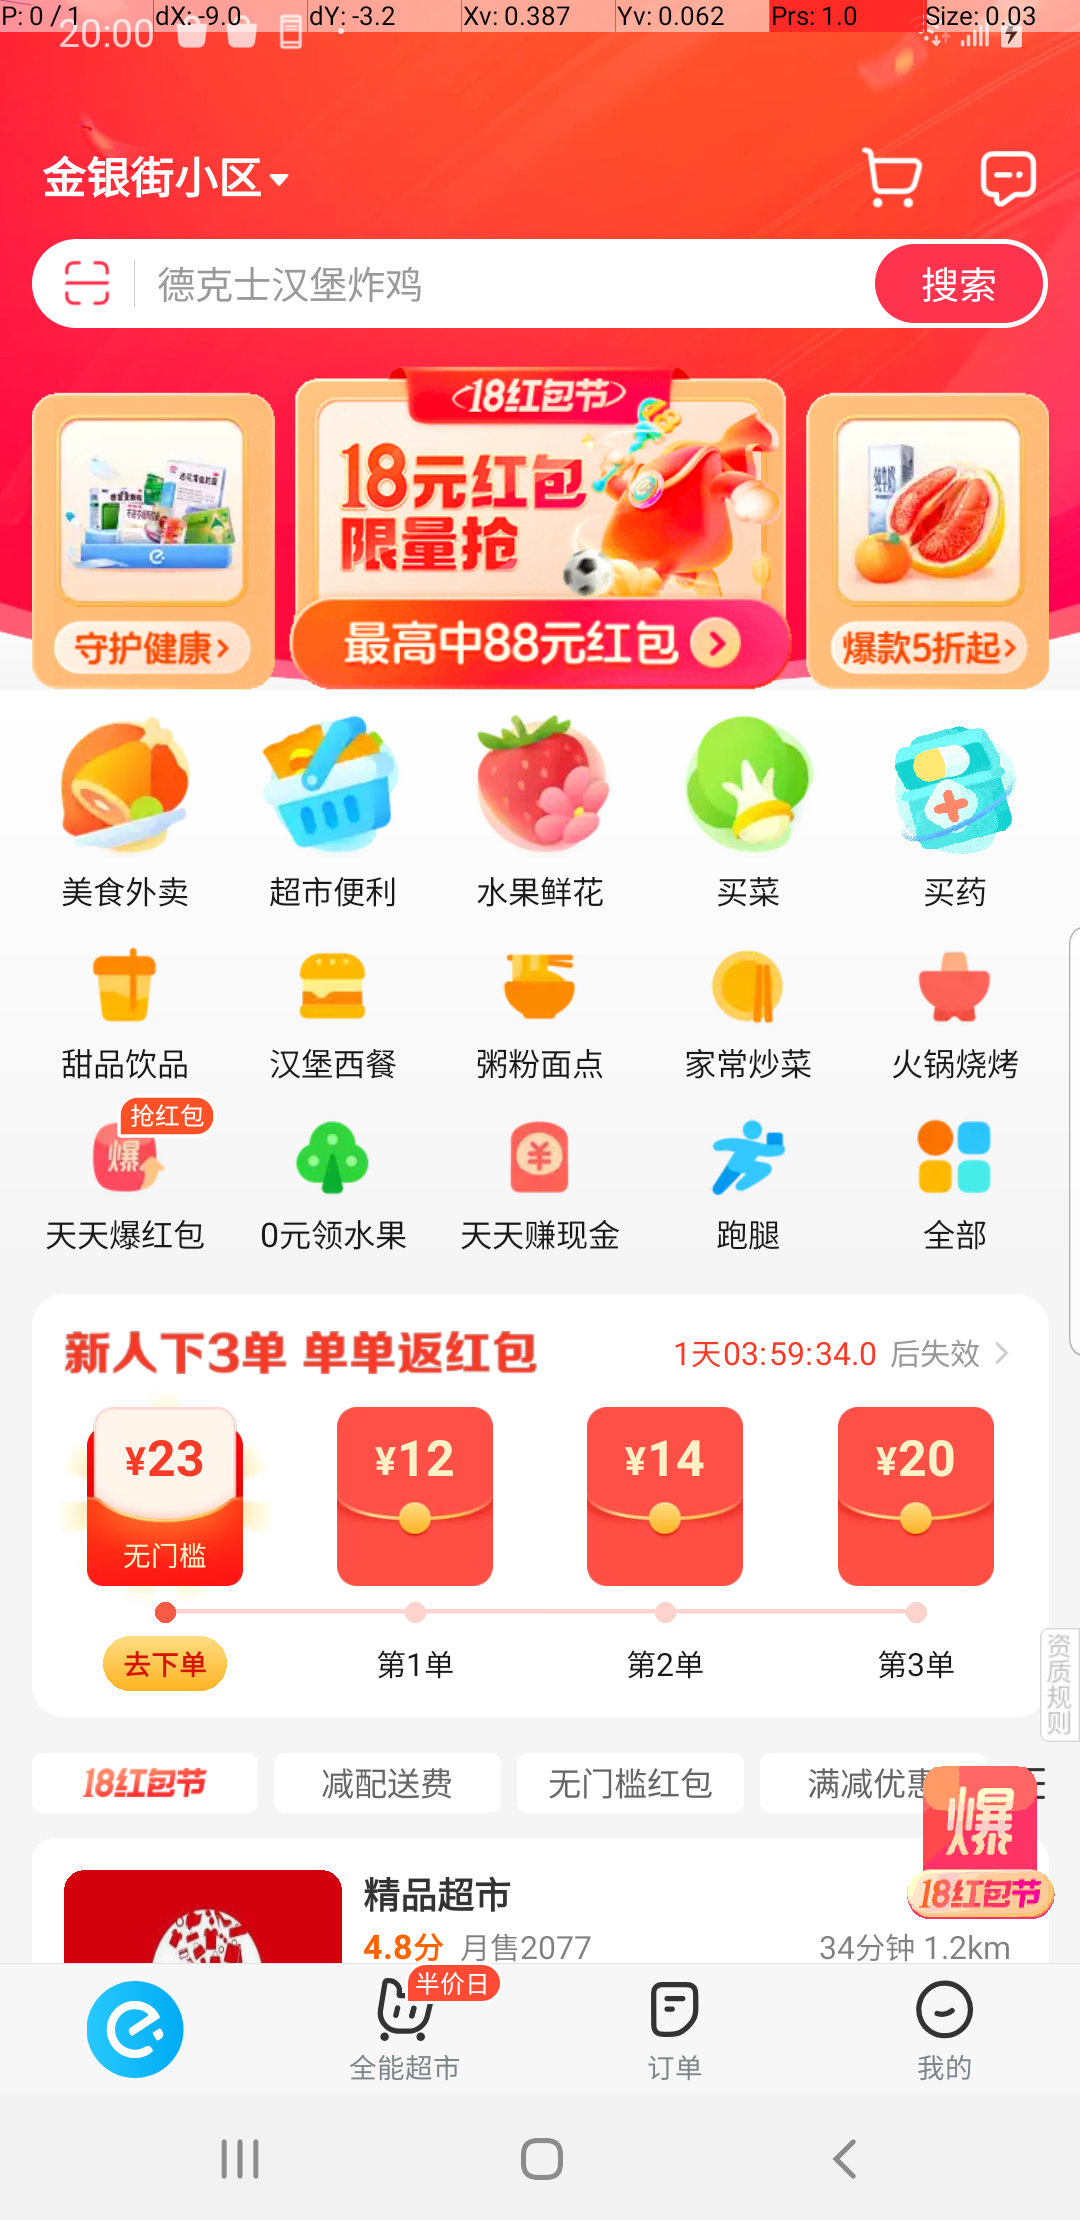 P: 0 / 1 dX: -9.0 dY: -3.2 Xv: 0.387 Yv: 0.062 Prs: 1.0 Size: 0.03
20:00
金银街小区
德克士汉堡炸鸡 搜索
18红包节
18元红包
限量抢
纯牛奶
守护健康
最高中88元红包
爆款5折起
美食外卖 超市便利 水果鲜花 买菜 买药
甜品饮品 汉堡西餐 粥粉面点 家常炒菜 火锅烧烤
抢红包
爆
天天爆红包 0元领水果 天天赚现金 跑腿 全部
新人下3单 单单返红包 1天03:59:34.0 后失效
¥23 ¥12 ¥14 ¥20
无门槛
去下单 第1单 第2单 第3单
资质规则
18红包节 减配送费 无门槛红包 满减优惠
爆
18红包节
精品超市
4.8分 月售2077 34分钟 1.2km
半价日
全能超市 订单 我的